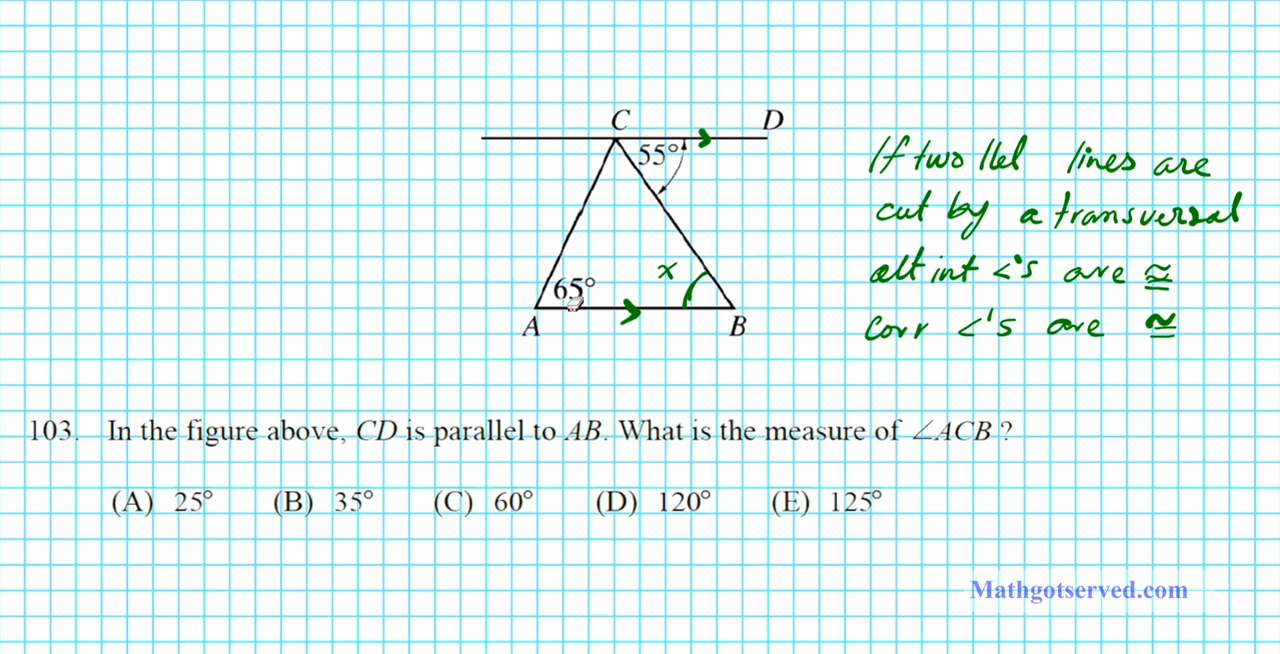 C D
55°
x
65°
A B
If two llel lines are
cut by a transversal
alt int <'s are ≅
Corr <'s are ≅
103. In the figure above, CD is parallel to AB. What is the measure of ∠ACB ?
(A) 25° (B) 35° (C) 60° (D) 120° (E) 125°
Mathgotserved.com